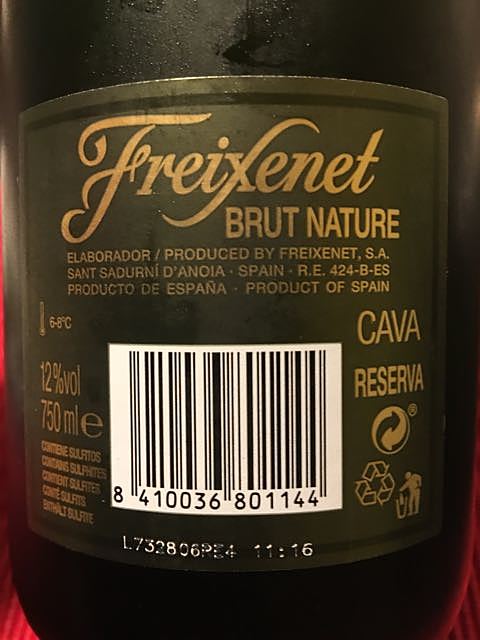 Freixenet
BRUT NATURE
ELABORADOR / PRODUCED BY FREIXENET, S.A.
SANT SADURNÍ D'ANOIA · SPAIN · R.E. 424-B-ES
PRODUCTO DE ESPAÑA · PRODUCT OF SPAIN
6-8°C
CAVA
RESERVA
®
12%vol
750 ml e
CONTIENE SULFITOS
CONTAINS SULPHITES
CONTIENT SULFITES
CONTÉ SULFITS
ENTHÄLT SULFITE
8 410036 801144
L732806PE4 11:16